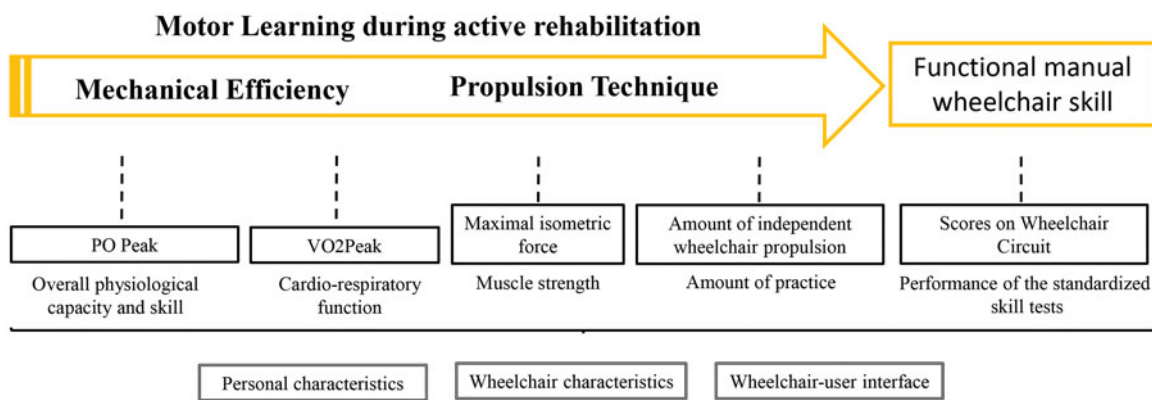 Motor Learning during active rehabilitation
Mechanical Efficiency
Propulsion Technique
Functional manual
wheelchair skill
PO Peak
Overall physiological
capacity and skill
VO2Peak
Cardio-respiratory
function
Maximal isometric
force
Muscle strength
Amount of independent
wheelchair propulsion
Amount of practice
Scores on Wheelchair
Circuit
Performance of the standardized
skill tests
Personal characteristics
Wheelchair characteristics
Wheelchair-user interface